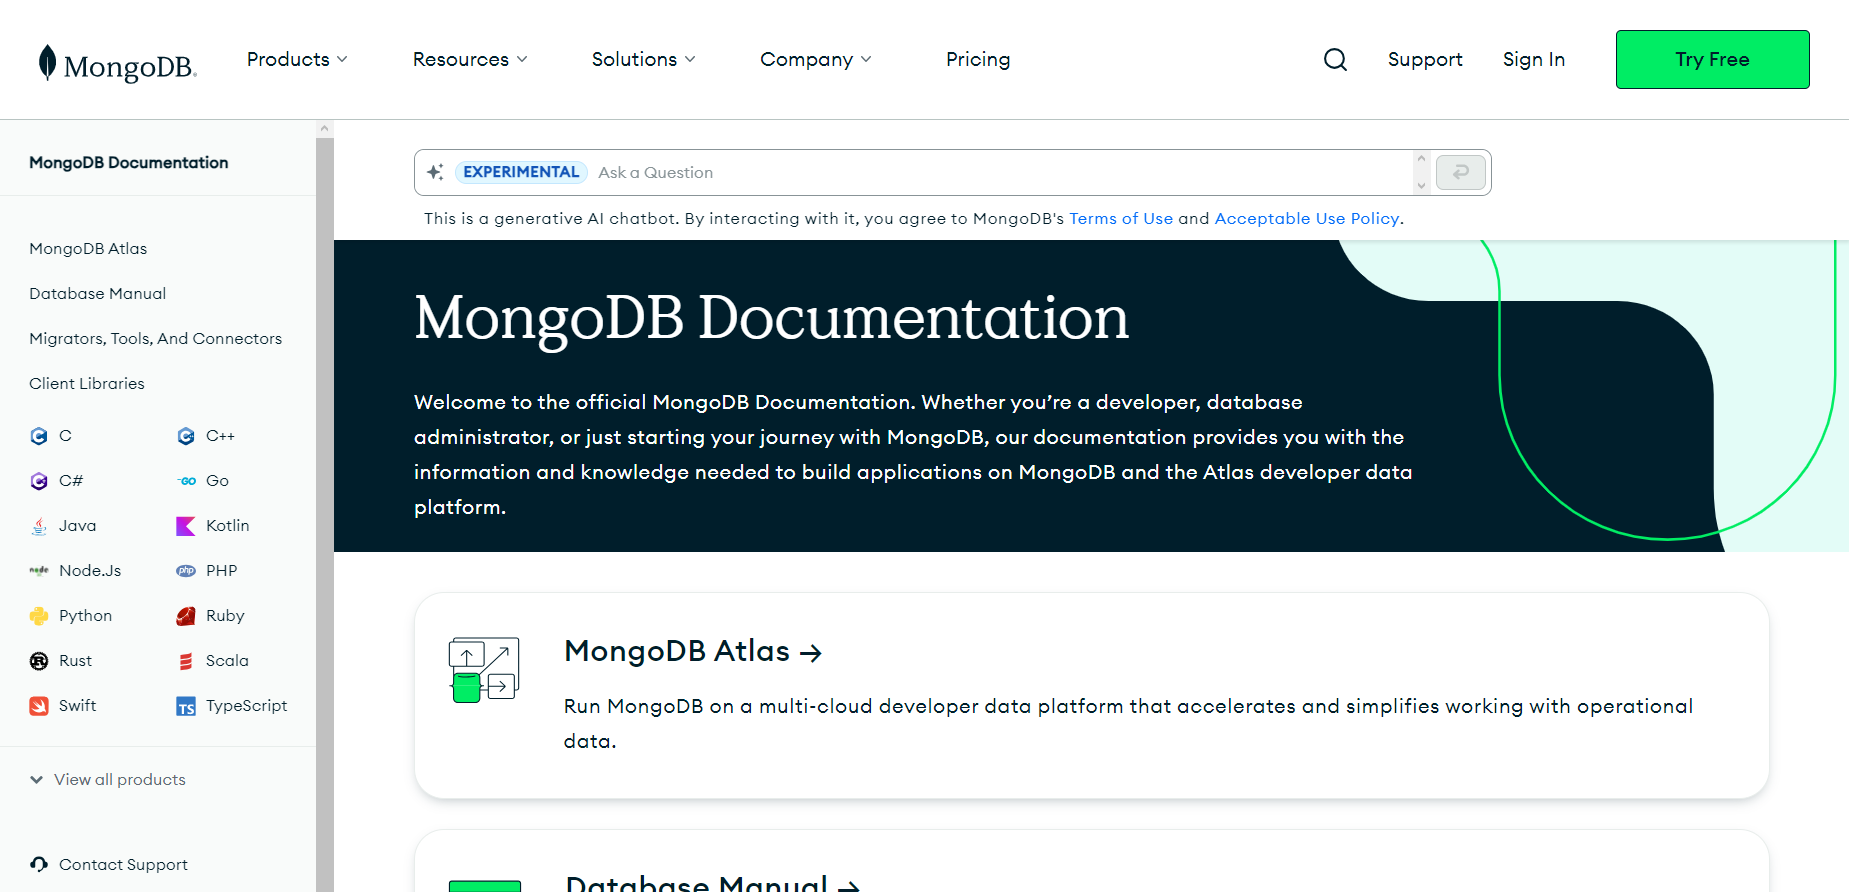 MongoDB.
Products
Resources
Solutions
Company
Pricing
Support
Sign In
Try Free
MongoDB Documentation
MongoDB Atlas
Database Manual
Migrators, Tools, And Connectors
Client Libraries
C
C++
C#
GO Go
Java
Kotlin
node Node.Js
php PHP
Python
Ruby
Rust
Scala
Swift
TS TypeScript
View all products
Contact Support
EXPERIMENTAL Ask a Question
This is a generative AI chatbot. By interacting with it, you agree to MongoDB's Terms of Use and Acceptable Use Policy.
MongoDB Documentation
Welcome to the official MongoDB Documentation. Whether you’re a developer, database
administrator, or just starting your journey with MongoDB, our documentation provides you with the
information and knowledge needed to build applications on MongoDB and the Atlas developer data
platform.
MongoDB Atlas →
Run MongoDB on a multi-cloud developer data platform that accelerates and simplifies working with operational
data.
Database Manual →